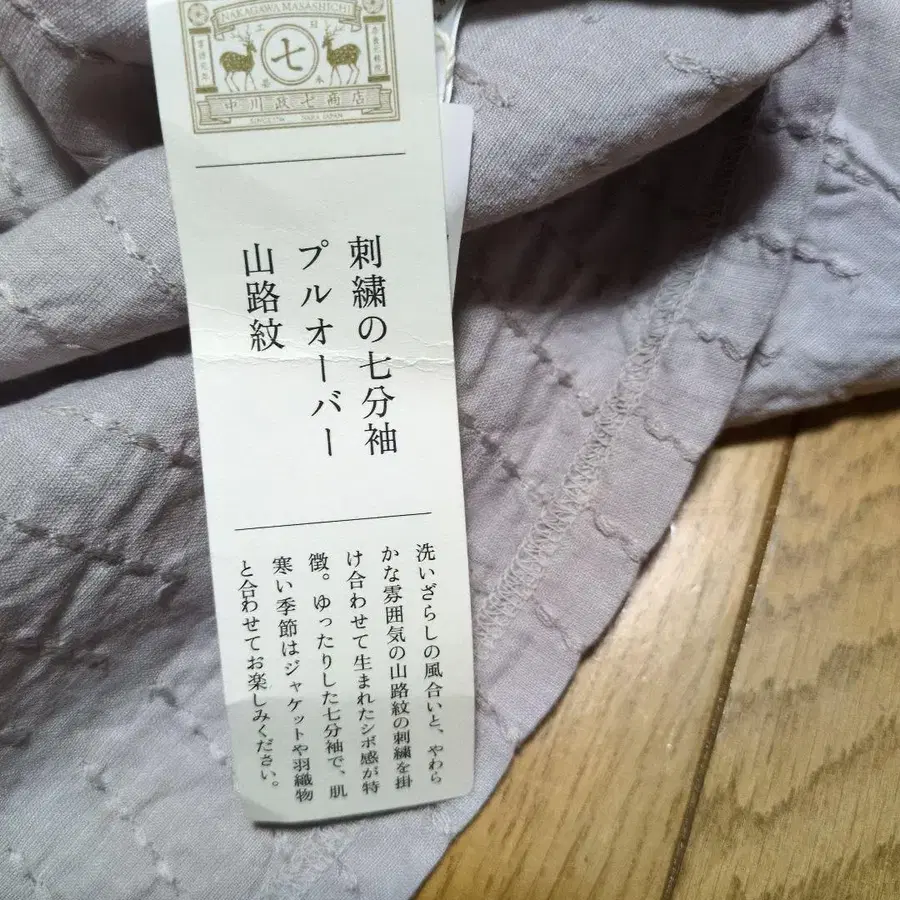 NAKAGAWA MASASHICHI
七
中川政七商店
NARA JAPAN
刺繍の七分袖
プルオーバー
山路紋
洗いざらしの風合いと、やわら
かな雰囲気の山路紋の刺繍を掛
け合わせて生まれたシボ感が特
徴。ゆったりした七分袖で、肌
寒い季節はジャケットや羽織物
と合わせてお楽しみください。